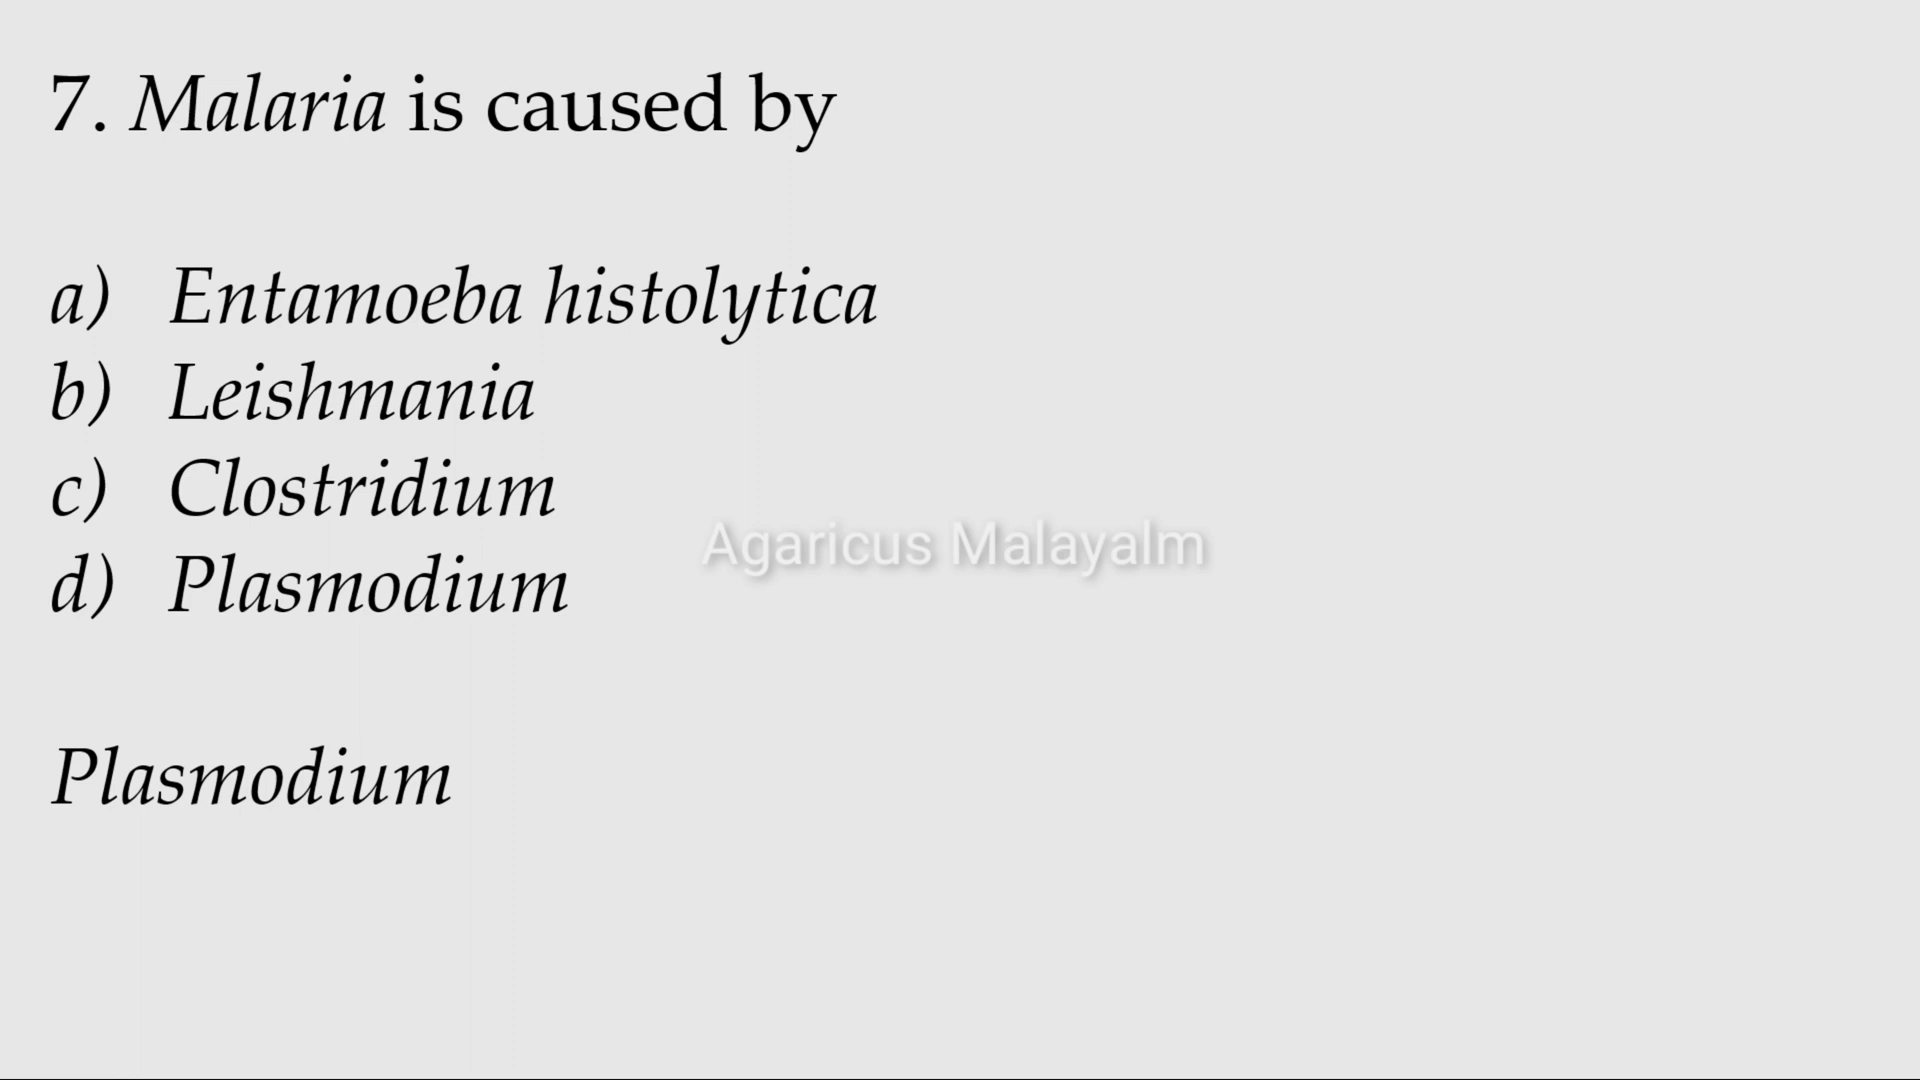 7. Malaria is caused by
a) Entamoeba histolytica
b) Leishmania
c) Clostridium
Agaricus Malayalm
d) Plasmodium
Plasmodium